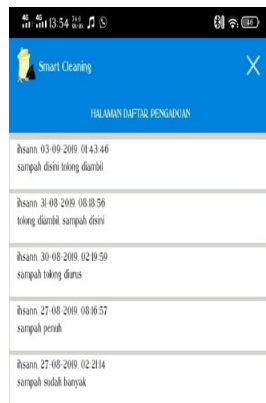 13:54
Smart Cleaning
HALAMAN DAFTAR PENGADUAN
ihsann, 03-09-2019, 01:43:46
sampah disini tolong diambil
ihsann, 31-08-2019, 08:18:56
tolong diambil, sampah disini
ihsann, 30-08-2019, 02:19:59
sampah tolong diurus
ihsann, 27-08-2019, 08:16:57
sampah penuh
ihsann, 27-08-2019, 02:21:14
sampah sudah banyak